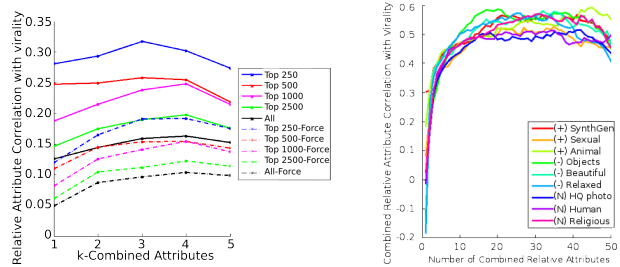 Relative Attribute Correlation with virality
0.35
0.30
0.25
0.20
0.15
0.10
0.05
0
1
2
3
4
5
k-Combined Attributes
Top 250
Top 500
Top 1000
Top 2500
All
Top 250-Force
Top 500-Force
Top 1000-Force
Top 2500-Force
All-Force
Combined Relative Attribute Correlation with virality
0.6
0.5
0.4
0.3
0.2
0.1
0
-0.1
-0.2
0
10
20
30
40
50
Number of Combined Relative Attributes
(+) SynthGen
(+) Sexual
(+) Animal
(-) Objects
(-) Beautiful
(-) Relaxed
(N) HQ photo
(N) Human
(N) Religious